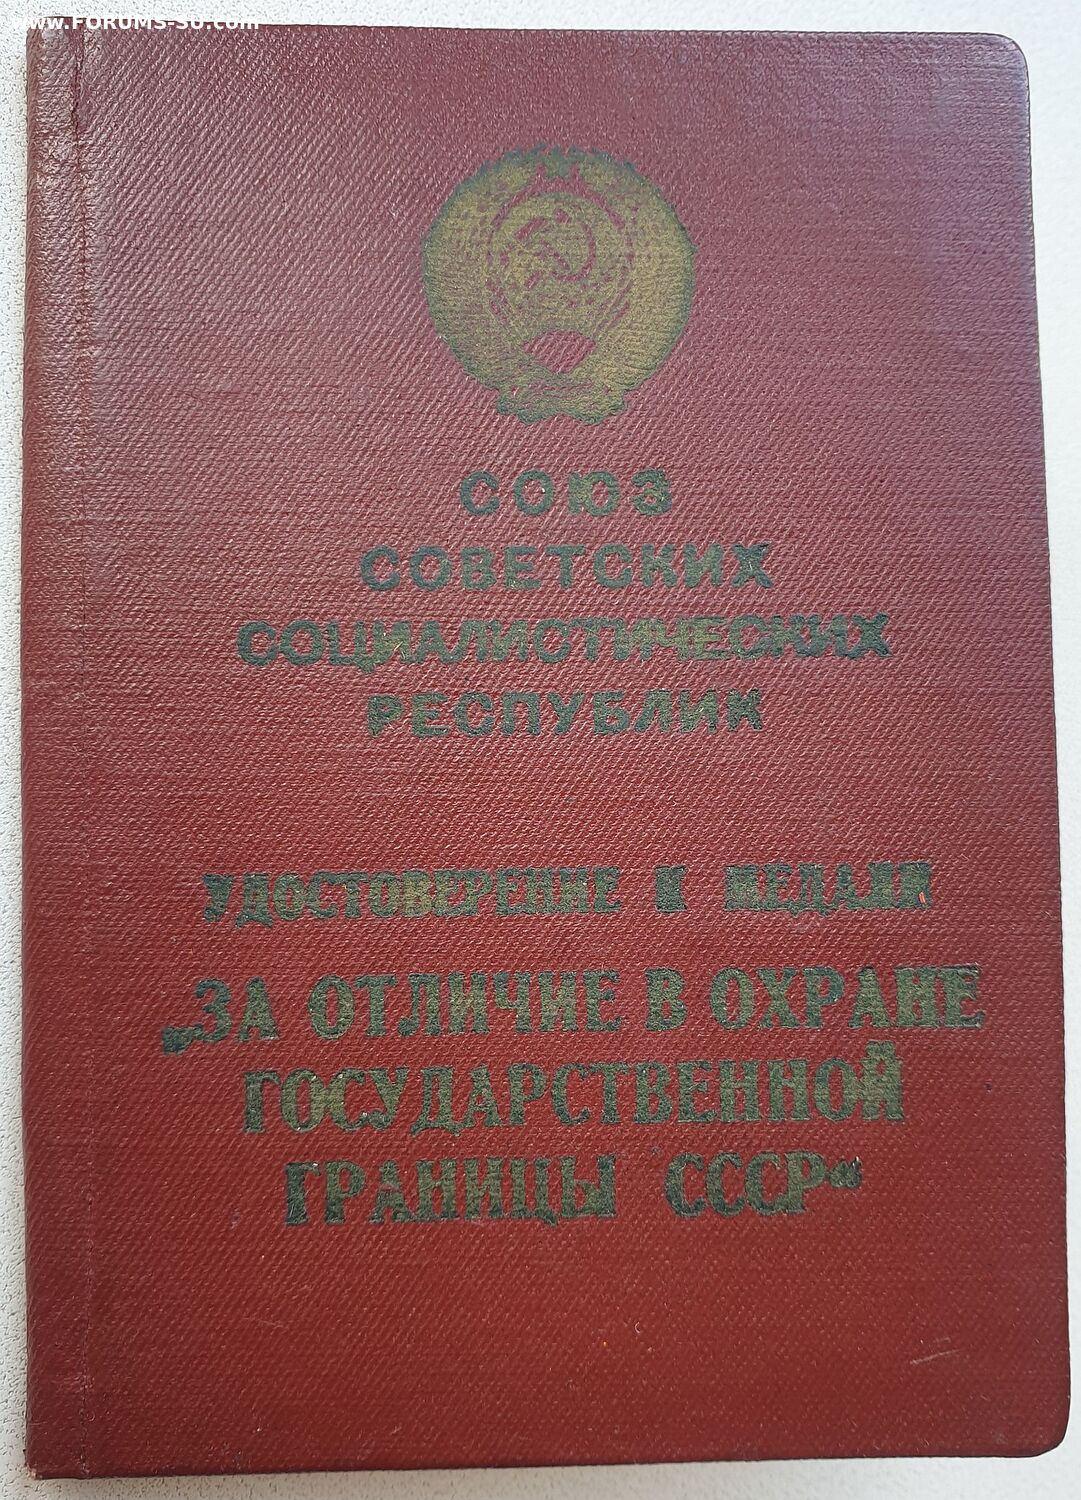 www.FORUMS-SU.com
СОЮЗ
СОВЕТСКИХ
СОЦИАЛИСТИЧЕСКИХ
РЕСПУБЛИК
УДОСТОВЕРЕНИЕ К МЕДАЛИ
„ЗА ОТЛИЧИЕ В ОХРАНЕ
ГОСУДАРСТВЕННОЙ
ГРАНИЦЫ СССР“